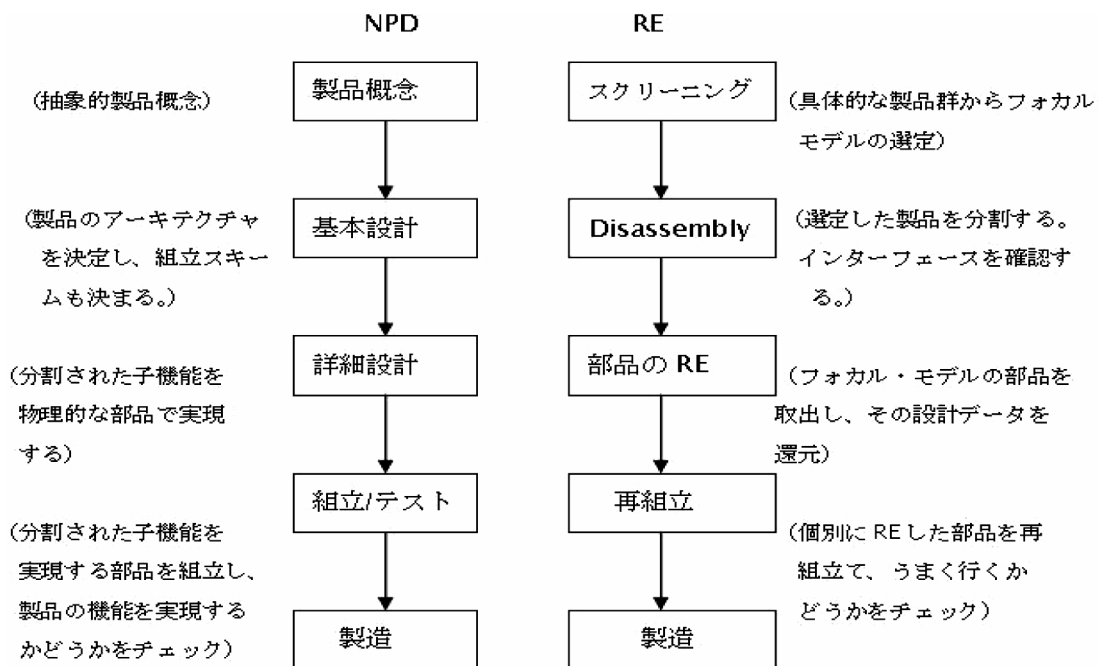 NPD
RE
(抽象的製品概念)
製品概念
スクリーニング
(具体的な製品群からフォカル
モデルの選定)
(製品のアーキテクチャ
を決定し、組立スキー
ムも決まる。)
基本設計
Disassembly
(選定した製品を分割する。
インターフェースを確認す
る。)
(分割された子機能を
物理的な部品で実現
する)
詳細設計
部品の RE
(フォカル・モデルの部品を
取出し、その設計データを
還元)
組立/テスト
再組立
(分割された子機能を
実現する部品を組立し、
製品の機能を実現する
かどうかをチェック)
(個別に RE した部品を再
組立て、うまく行くか
どうかをチェック)
製造
製造